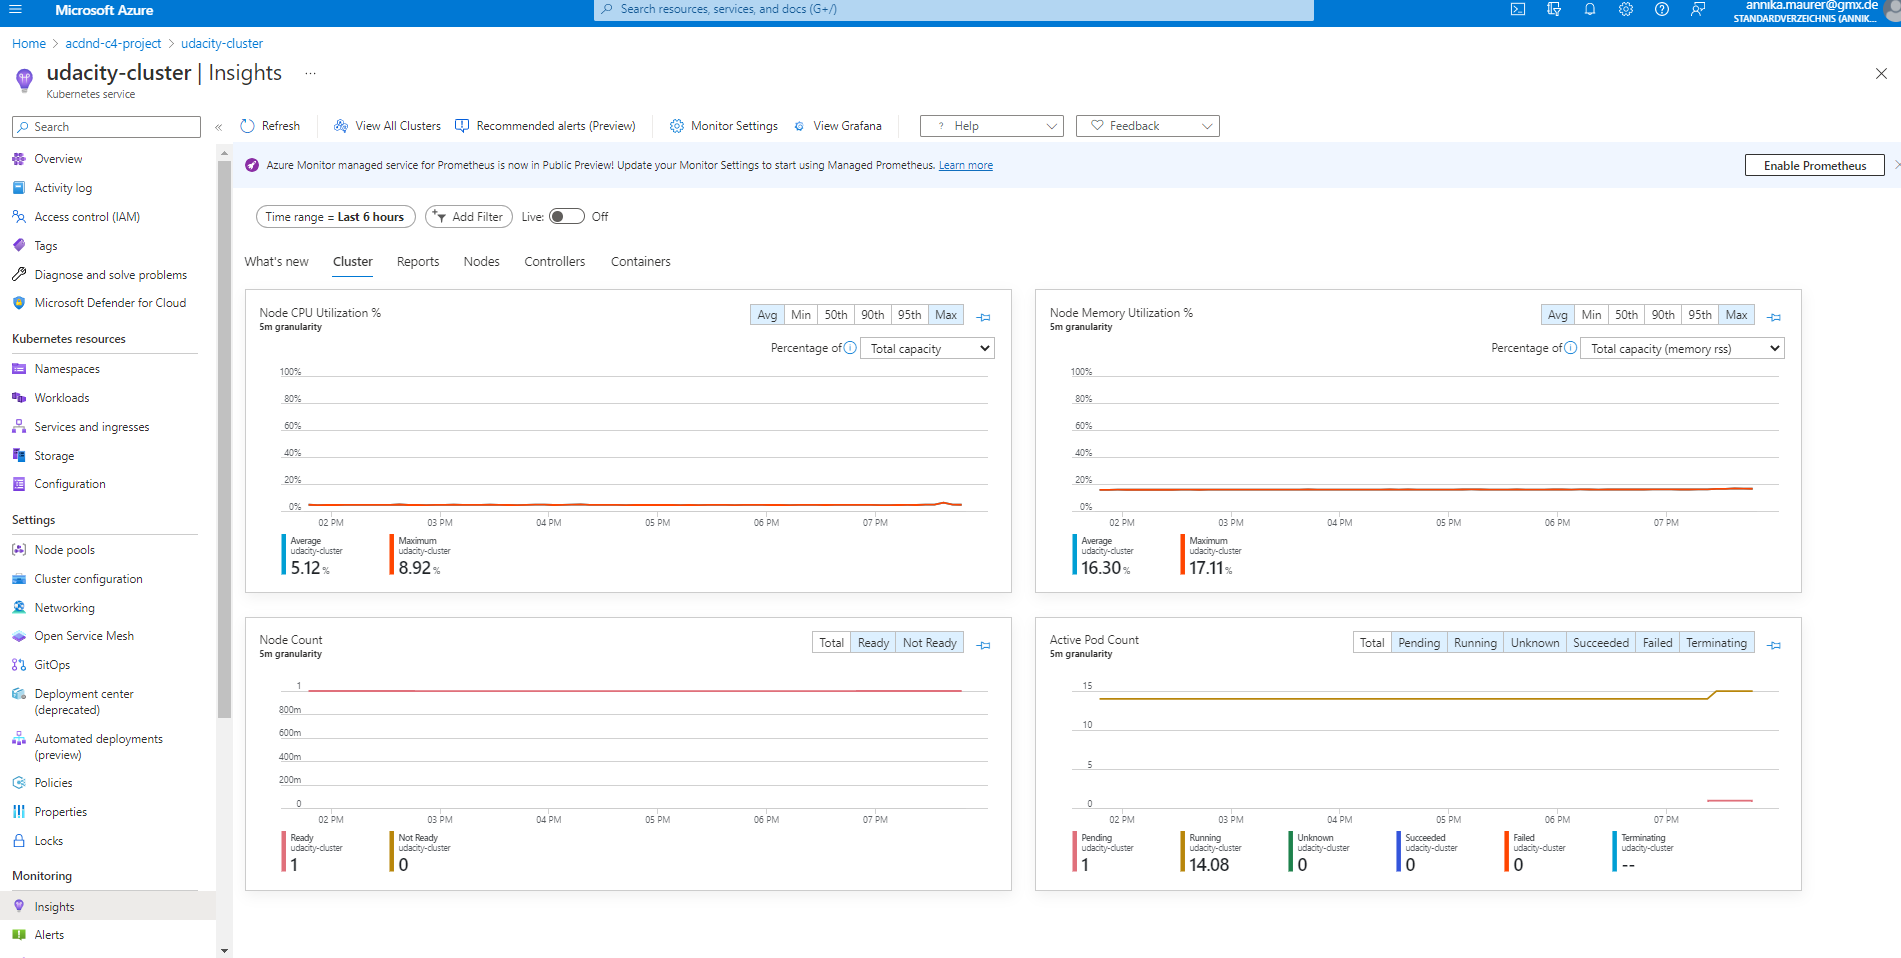 Microsoft Azure
Search resources, services, and docs (G+/)
annika.maurer@gmx.de
STANDARDVERZEICHNIS (ANNIK...
Home > acdnd-c4-project > udacity-cluster
udacity-cluster | Insights ...
Kubernetes service
Search
«
Refresh
View All Clusters
Recommended alerts (Preview)
Monitor Settings
View Grafana
? Help
Feedback
Azure Monitor managed service for Prometheus is now in Public Preview! Update your Monitor Settings to start using Managed Prometheus. Learn more
Enable Prometheus
Overview
Activity log
Access control (IAM)
Tags
Diagnose and solve problems
Microsoft Defender for Cloud
Kubernetes resources
Namespaces
Workloads
Services and ingresses
Storage
Configuration
Settings
Node pools
Cluster configuration
Networking
Open Service Mesh
GitOps
Deployment center
(deprecated)
Automated deployments
(preview)
Policies
Properties
Locks
Monitoring
Insights
Alerts
Time range = Last 6 hours
Add Filter
Live:
Off
What's new
Cluster
Reports
Nodes
Controllers
Containers
Node CPU Utilization %
5m granularity
Avg Min 50th 90th 95th Max
Percentage of Total capacity
100%
80%
60%
40%
20%
0%
02 PM 03 PM 04 PM 05 PM 06 PM 07 PM
Average
udacity-cluster
5.12 %
Maximum
udacity-cluster
8.92 %
Node Memory Utilization %
5m granularity
Avg Min 50th 90th 95th Max
Percentage of Total capacity (memory rss)
100%
80%
60%
40%
20%
0%
02 PM 03 PM 04 PM 05 PM 06 PM 07 PM
Average
udacity-cluster
16.30 %
Maximum
udacity-cluster
17.11 %
Node Count
5m granularity
Total Ready Not Ready
1
800m
600m
400m
200m
0
02 PM 03 PM 04 PM 05 PM 06 PM 07 PM
Ready
udacity-cluster
1
Not Ready
udacity-cluster
0
Active Pod Count
5m granularity
Total Pending Running Unknown Succeeded Failed Terminating
15
10
5
0
02 PM 03 PM 04 PM 05 PM 06 PM 07 PM
Pending
udacity-cluster
1
Running
udacity-cluster
14.08
Unknown
udacity-cluster
0
Succeeded
udacity-cluster
0
Failed
udacity-cluster
0
Terminating
udacity-cluster
--